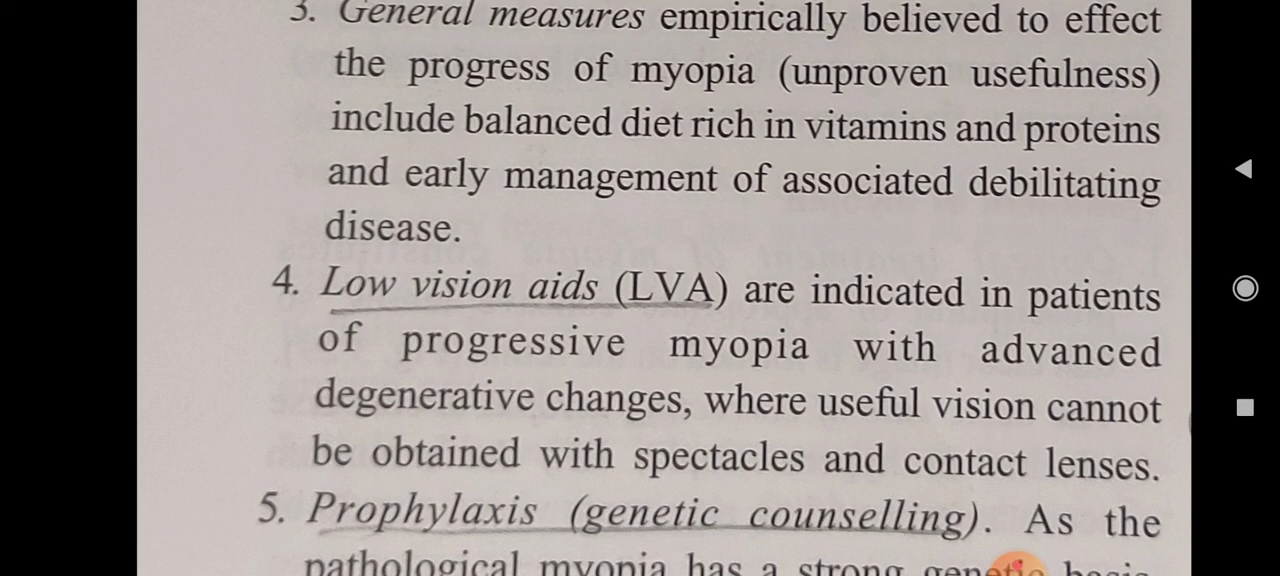 3. General measures empirically believed to effect
the progress of myopia (unproven usefulness)
include balanced diet rich in vitamins and proteins
and early management of associated debilitating
disease.
4. Low vision aids (LVA) are indicated in patients
of progressive myopia with advanced
degenerative changes, where useful vision cannot
be obtained with spectacles and contact lenses.
5. Prophylaxis (genetic counselling). As the
pathological myopia has a strong genetic basis